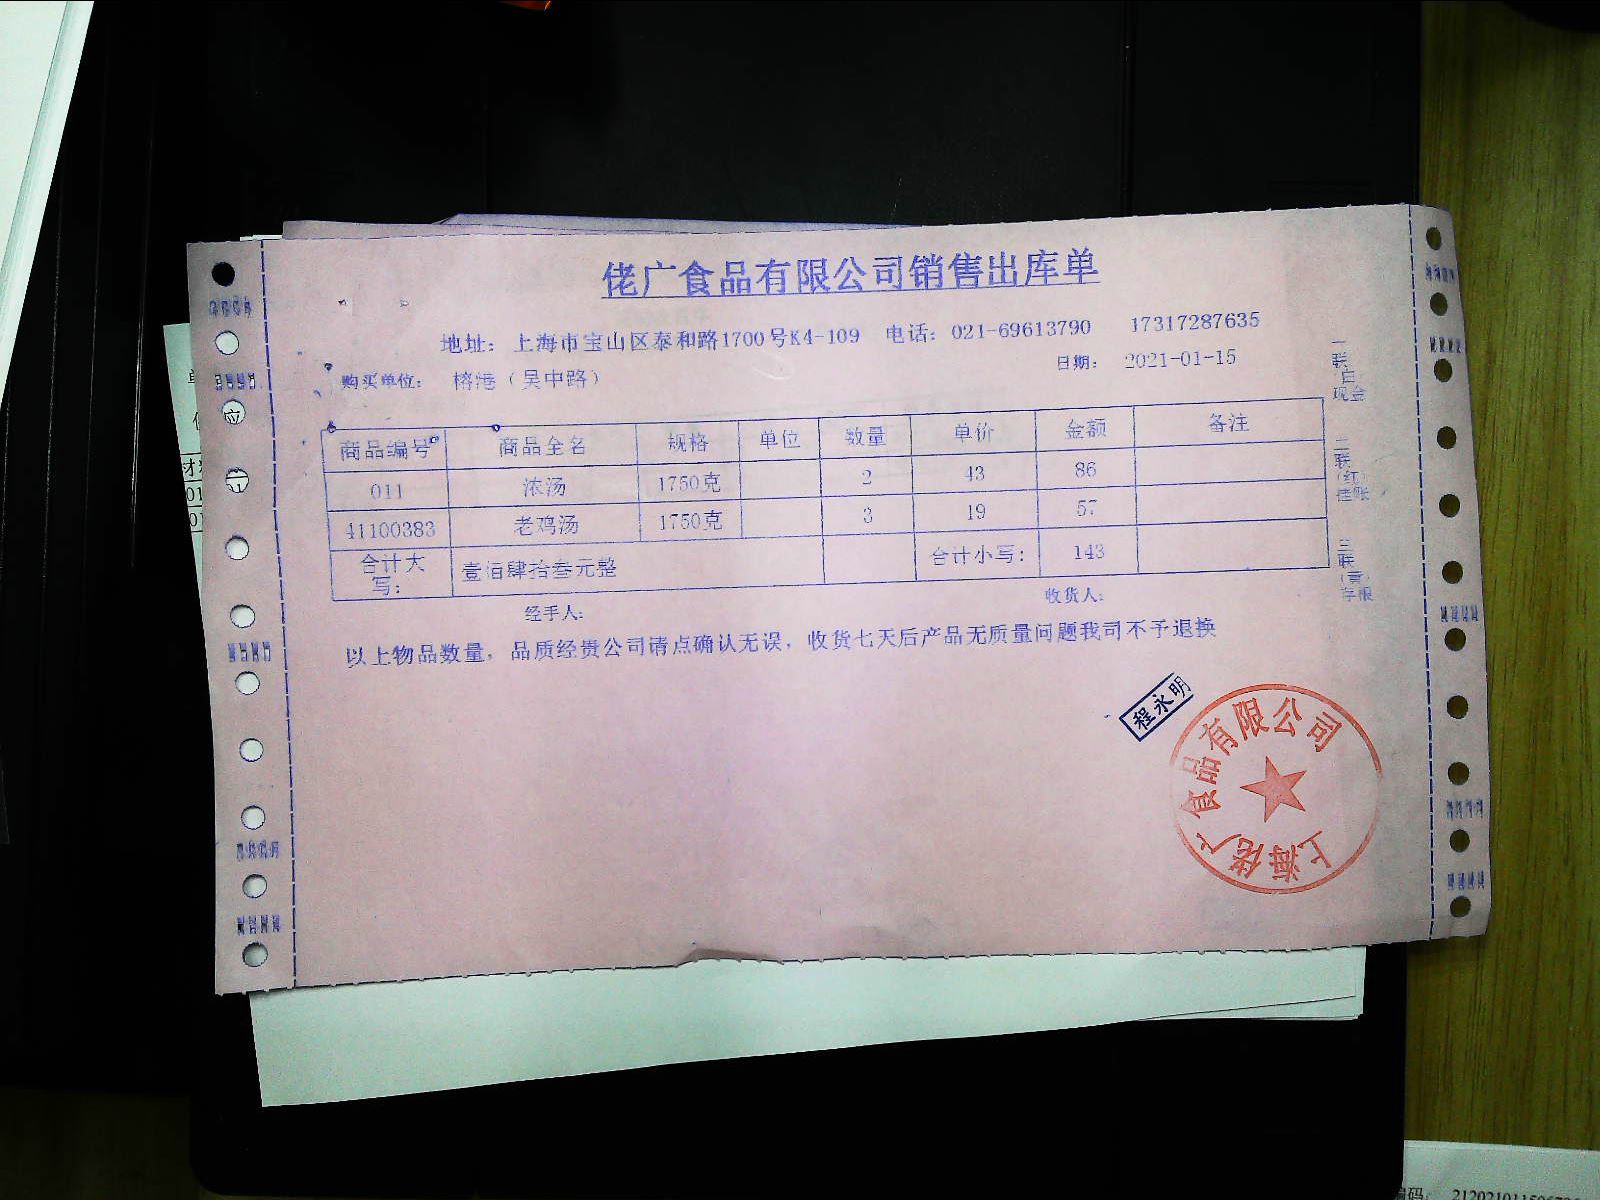 佬广食品有限公司销售出库单
地址： 上海市宝山区泰和路1700号K4-109 电话：021-69613790 17317287635
购买单位： 榕港（吴中路） 日期： 2021-01-15
商品编号 商品全名 规格 单位 数量 单价 金额 备注
011 浓汤 1750克 2 43 86
41100383 老鸡汤 1750克 3 19 57
合计大写： 壹佰肆拾叁元整 合计小写： 143
经手人： 收货人：
以上物品数量，品质经贵公司请点确认无误，收货七天后产品无质量问题我司不予退换
一联（白）现金
二联（红）挂账
三联（黄）存根
程永明
上海佬广食品有限公司
应